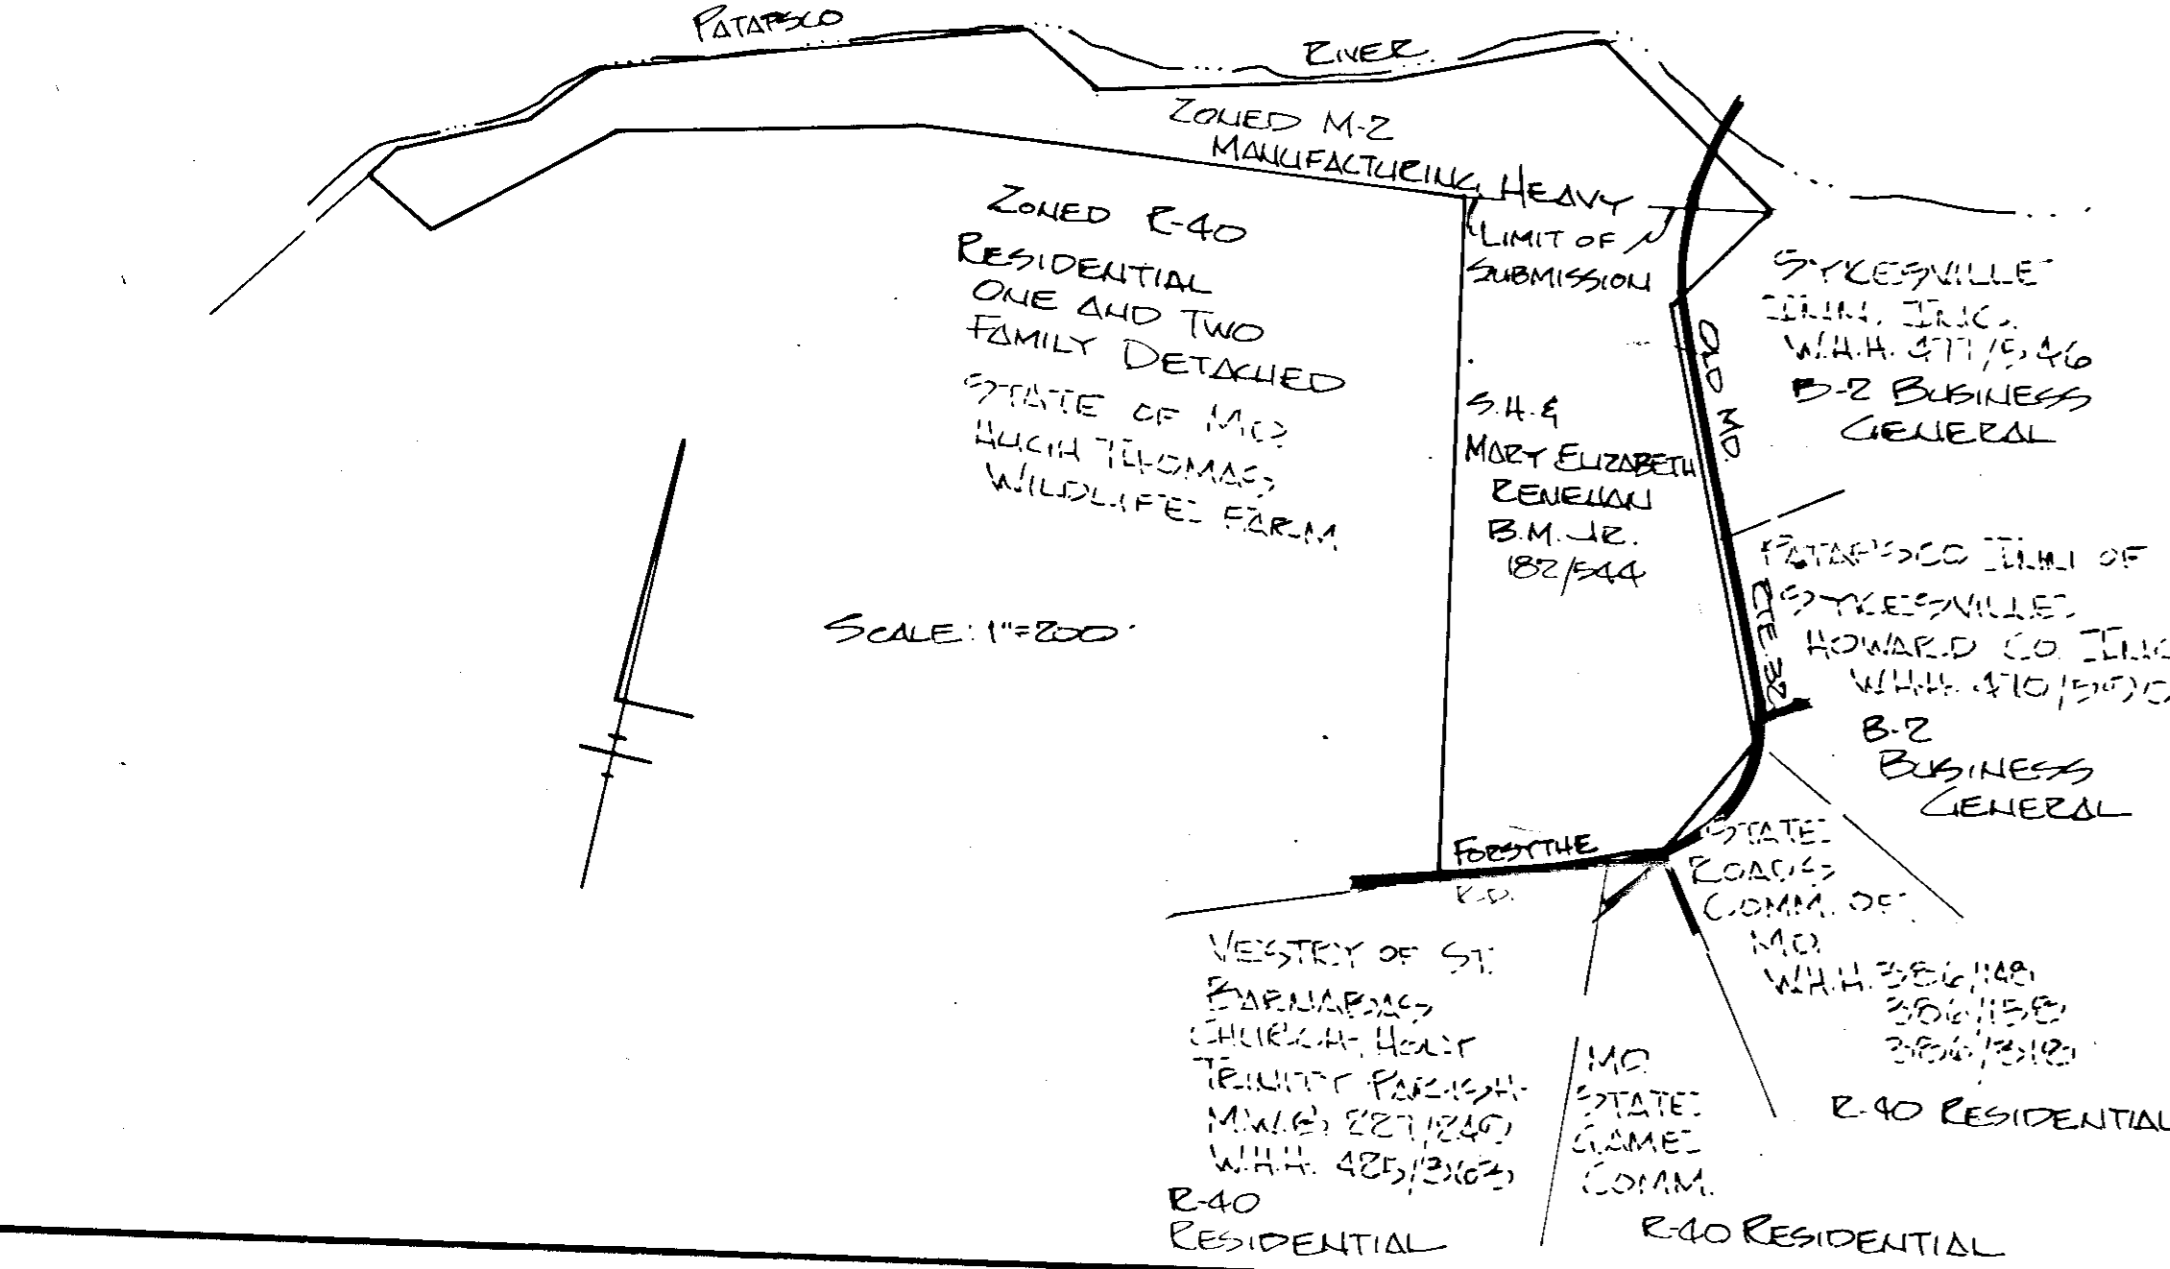 PATAPSCO
RIVER
ZONED M-2
MANUFACTURING, HEAVY
ZONED R-40
RESIDENTIAL
ONE AND TWO
FAMILY DETACHED
STATE OF MD.
HUGH THOMAS
WILDLIFE FARM
LIMIT OF
SUBMISSION
S.H. &
MARY ELIZABETH
RENEHAN
B.M. JR.
182/544
OLD MD.
RTE. 32
SYKESVILLE
INN, INC.
W.H.H. 477/546
B-2 BUSINESS
GENERAL
PATAPSCO INN OF
SYKESVILLE
HOWARD CO. INC
W.H.H. 470/
B-2
BUSINESS
GENERAL
SCALE: 1"=200'
FORSYTHE
RD.
STATE
ROADS
COMM. OF
MD.
W.H.H. 386/148
386/158
386/318
R-40 RESIDENTIAL
VESTRY OF ST.
BARNABAS
CHURCH, HOLY
TRINITY PARISH
M.W.B. 227/240
W.H.H. 425/363
R-40
RESIDENTIAL
MD.
STATE
GAME
COMM.
R-40 RESIDENTIAL